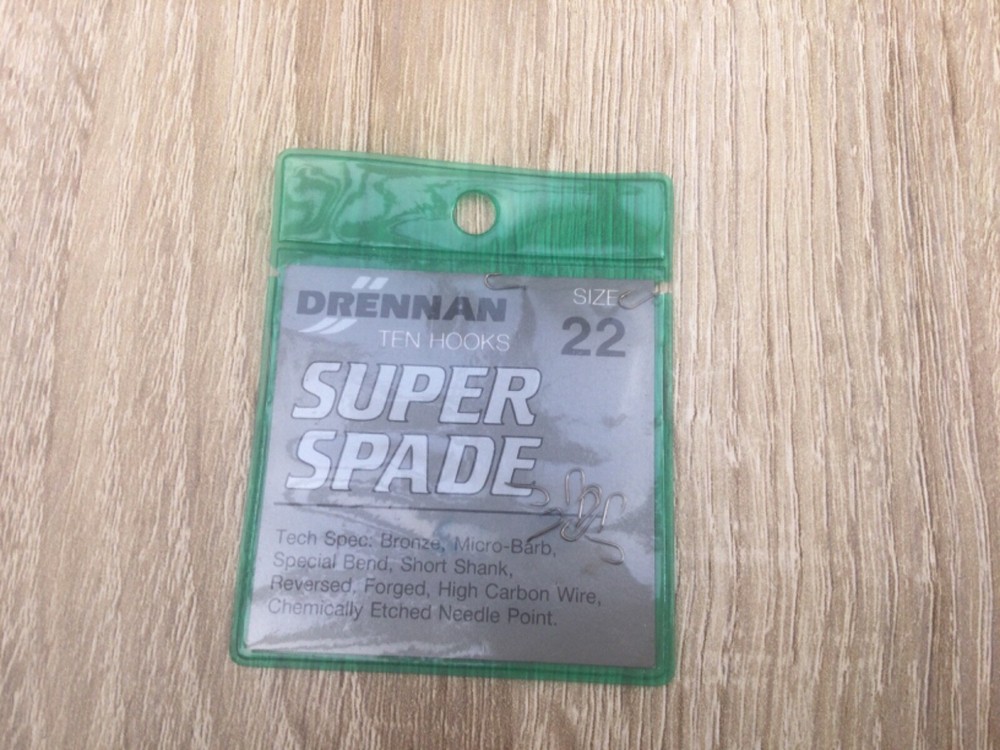 DRËNNAN
SIZE
TEN HOOKS
22
SUPER
SPADE
Tech Spec: Bronze, Micro-Barb,
Special Bend, Short Shank,
Reversed, Forged, High Carbon Wire,
Chemically Etched Needle Point.